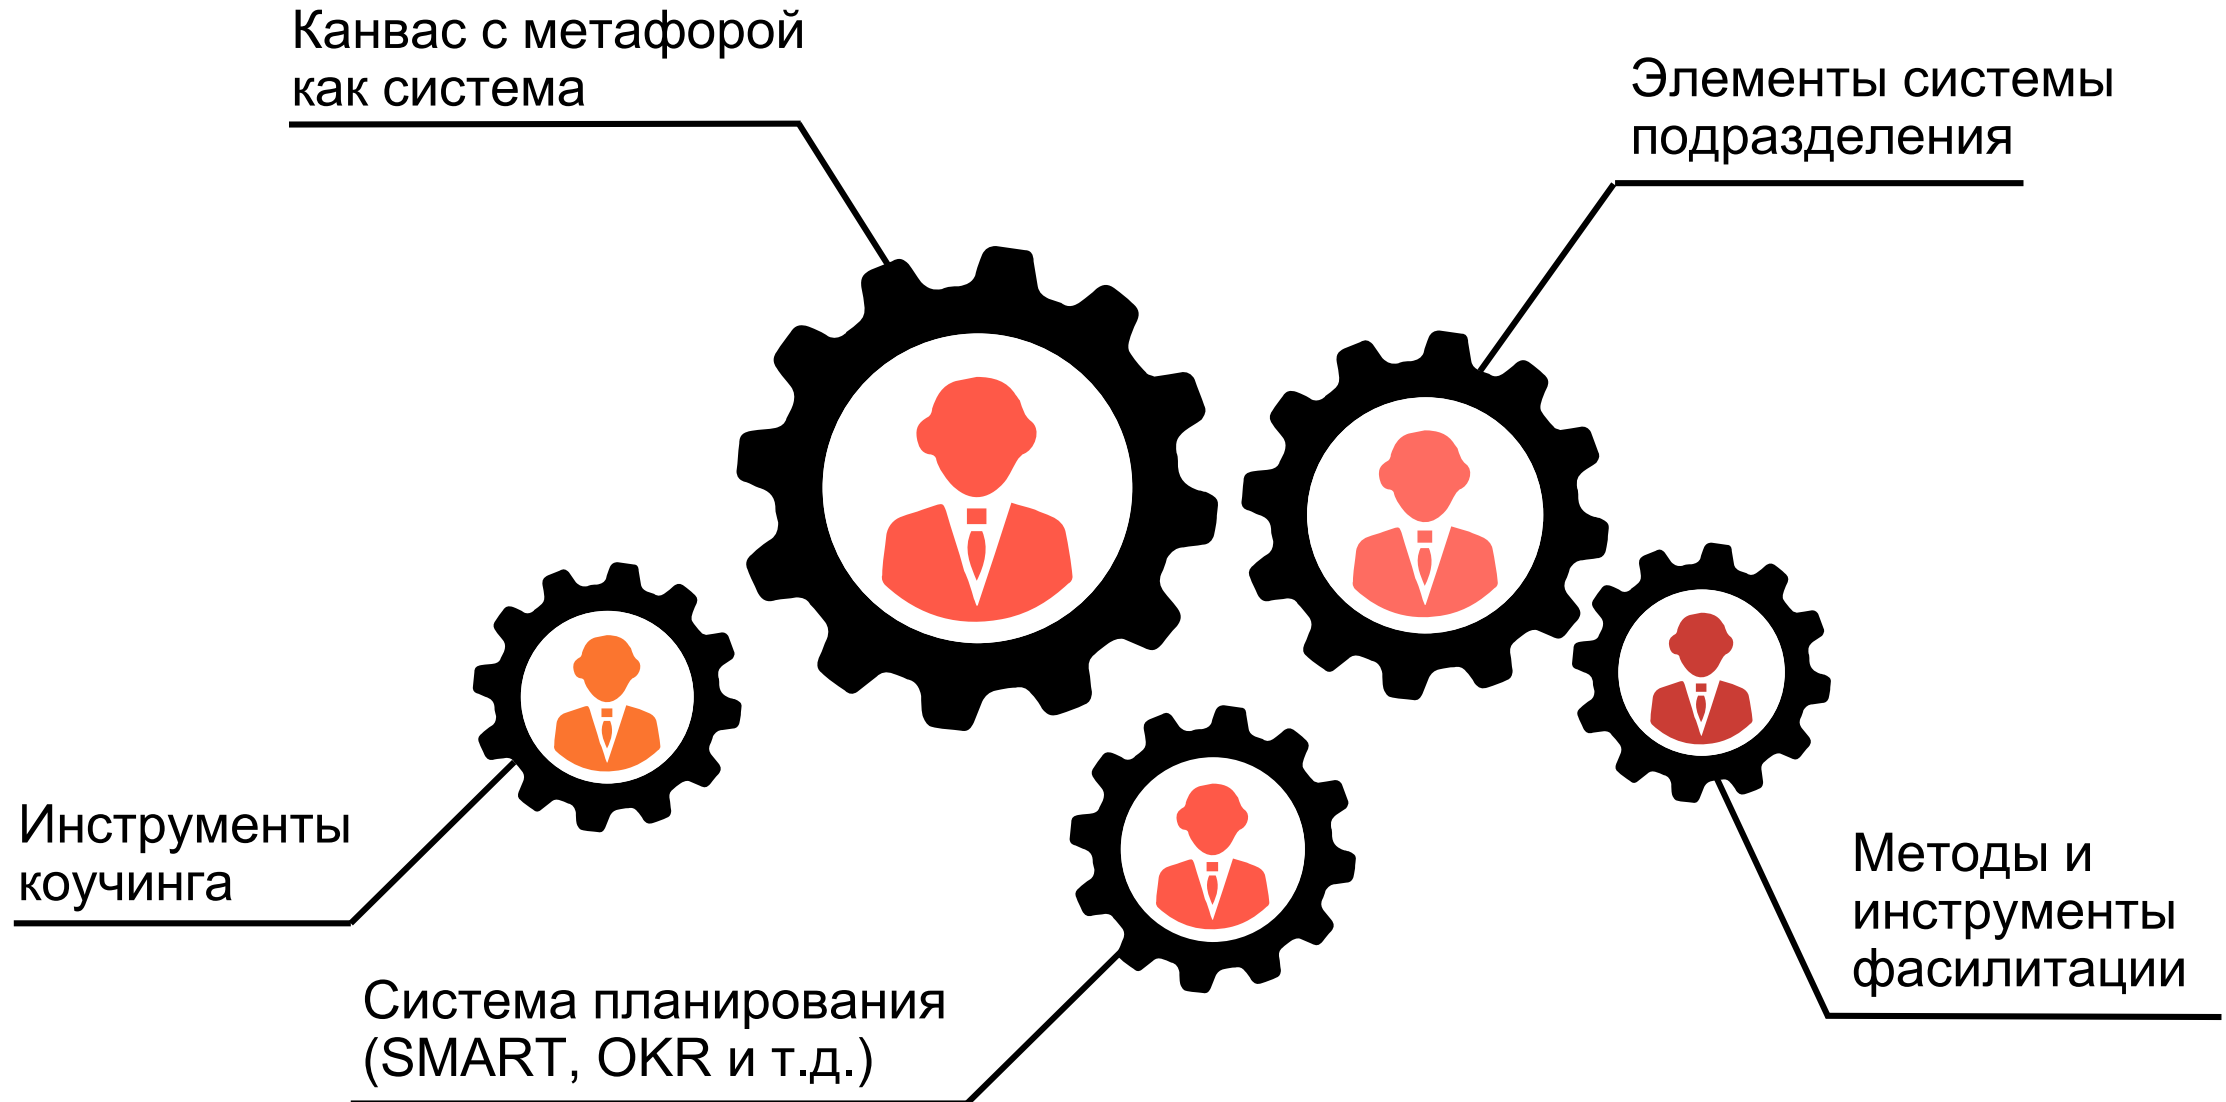 Канвас с метафорой
как система
Элементы системы
подразделения
Инструменты
коучинга
Система планирования
(SMART, OKR и т.д.)
Методы и
инструменты
фасилитации